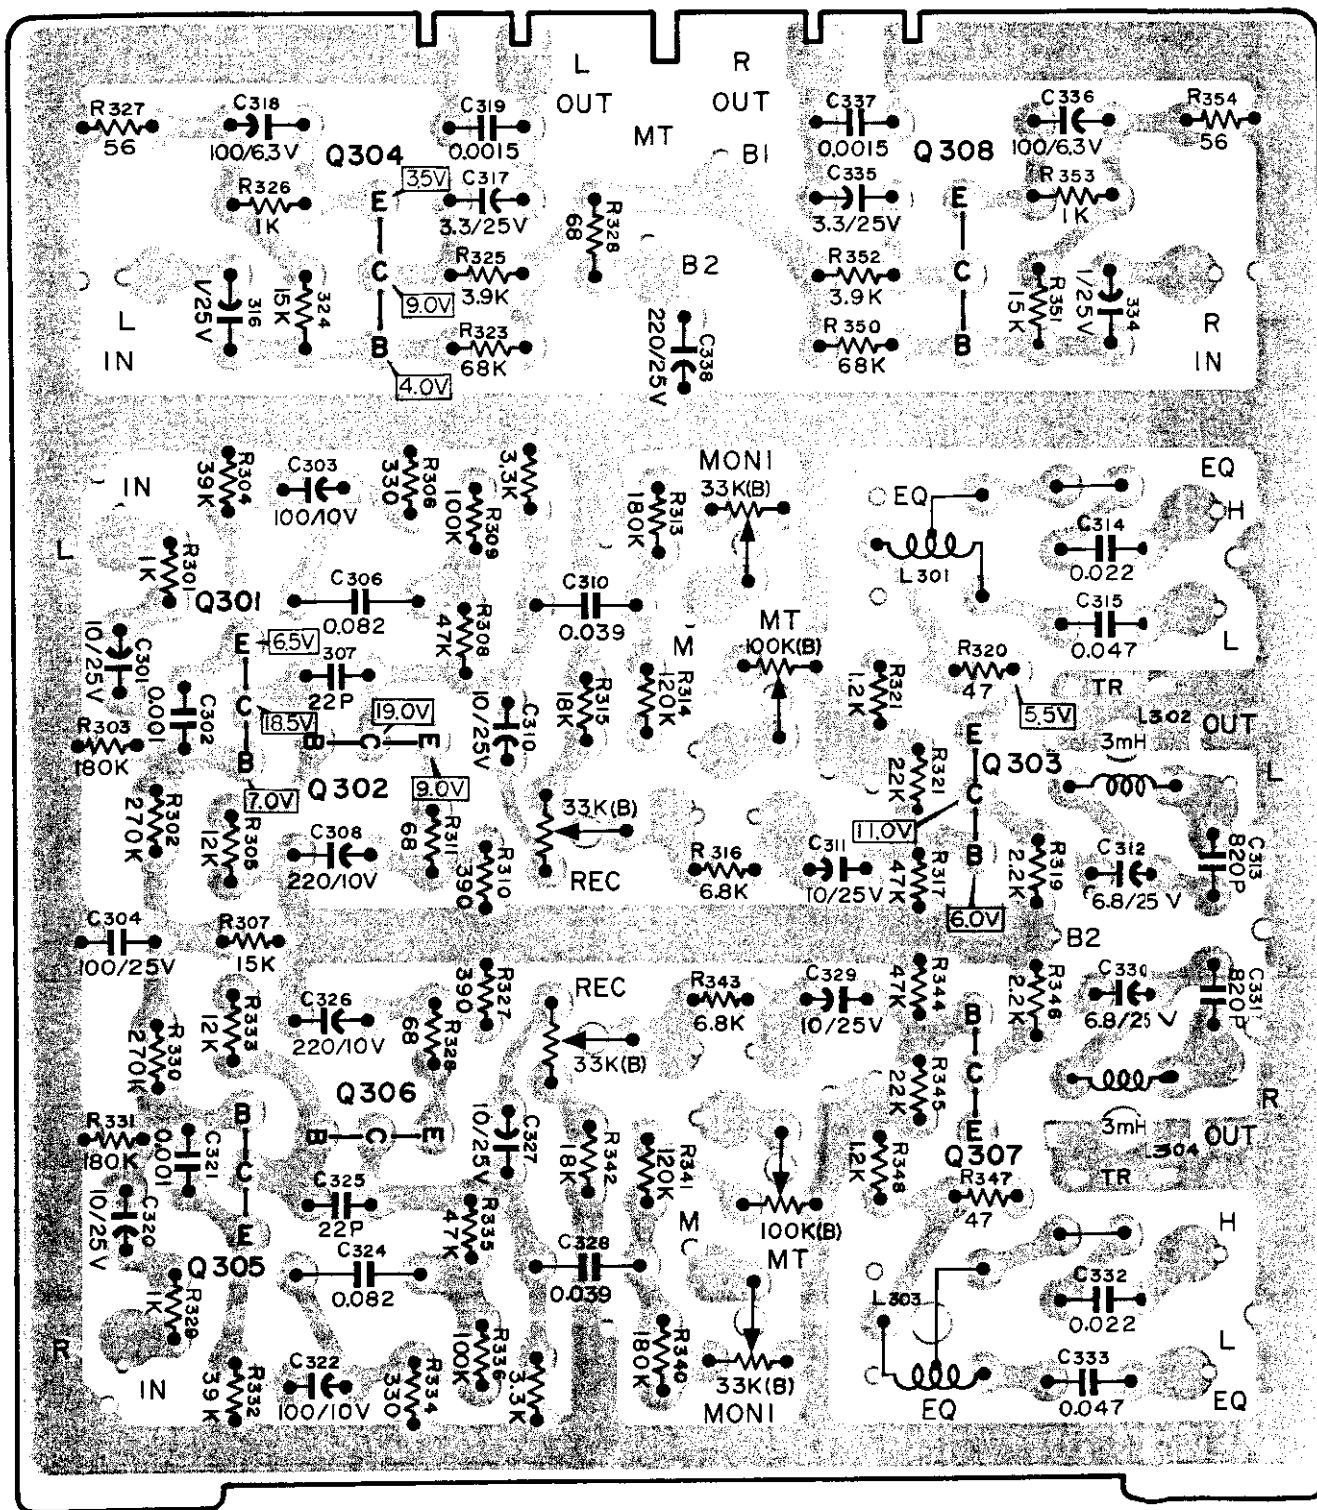 L
R
OUT
OUT
MT
B1
B2
R327
56
C318
100/6.3V
Q304
C319
0.0015
C337
0.0015
Q308
C336
100/6.3V
R354
56
R326
1K
E
3.5V
C317
3.3/25V
R328
68
C335
3.3/25V
E
R353
1K
L
IN
316
1/25V
324
15K
C
9.0V
R325
3.9K
R352
3.9K
C
R351
15K
334
1/25V
R
IN
B
4.0V
R323
68K
C338
220/25V
R350
68K
B
IN
L
R304
39K
C303
100/10V
R306
330
R309
100K
3.3K
R313
180K
MONI
33K(B)
EQ
L301
EQ
H
C314
0.022
R301
1K
Q301
C306
0.082
R308
47K
C310
0.039
C315
0.047
L
C301
10/25V
E
6.5V
307
22P
M
MT
100K(B)
R321
1.2K
R320
47
5.5V
TR
L302
3mH
OUT
L
R303
180K
C302
0.001
C
18.5V
B
7.0V
B
C
E
19.0V
9.0V
Q302
C310
10/25V
R315
18K
R314
120K
E
Q303
C
B
11.0V
6.0V
R321
22K
R302
270K
R305
12K
C308
220/10V
R311
68
R310
390
33K(B)
REC
R316
6.8K
C311
10/25V
R317
47K
R319
2.2K
C312
6.8/25V
C313
820P
C304
100/25V
R307
15K
B2
R330
270K
R333
12K
C326
220/10V
R328
68
R327
390
REC
33K(B)
R343
6.8K
C329
10/25V
R344
47K
R346
2.2K
C330
6.8/25V
C331
820P
B
C
E
Q307
R345
22K
3mH
L304
TR
OUT
R
R331
180K
C321
0.001
B
C
E
Q305
Q306
B
C
E
C325
22P
C327
10/25V
R342
18K
R341
120K
M
100K(B)
MT
R348
1.2K
R347
47
C320
10/25V
R335
47K
C324
0.082
C328
0.039
L303
EQ
H
C332
0.022
L
C333
0.047
EQ
R329
1K
R
IN
R332
39K
C322
100/10V
R334
330
R336
100K
3.3K
R340
180K
33K(B)
MONI